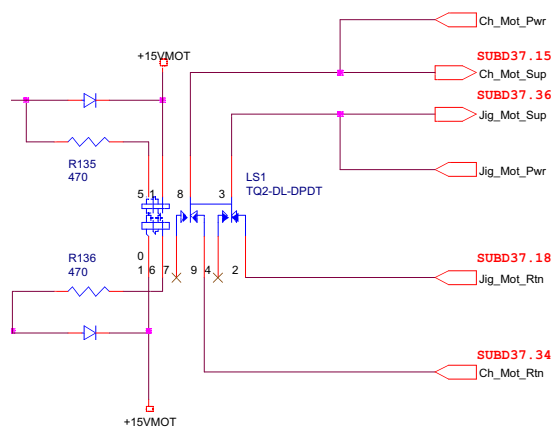 Ch_Mot_Pwr
+15VMOT
SUBD37.15
Ch_Mot_Sup
SUBD37.36
Jig_Mot_Sup
R135
470
LS1
TQ2-DL-DPDT
Jig_Mot_Pwr
5 1 8 3
R136
470
0
1 6 7 9 4 2
SUBD37.18
Jig_Mot_Rtn
SUBD37.34
Ch_Mot_Rtn
+15VMOT